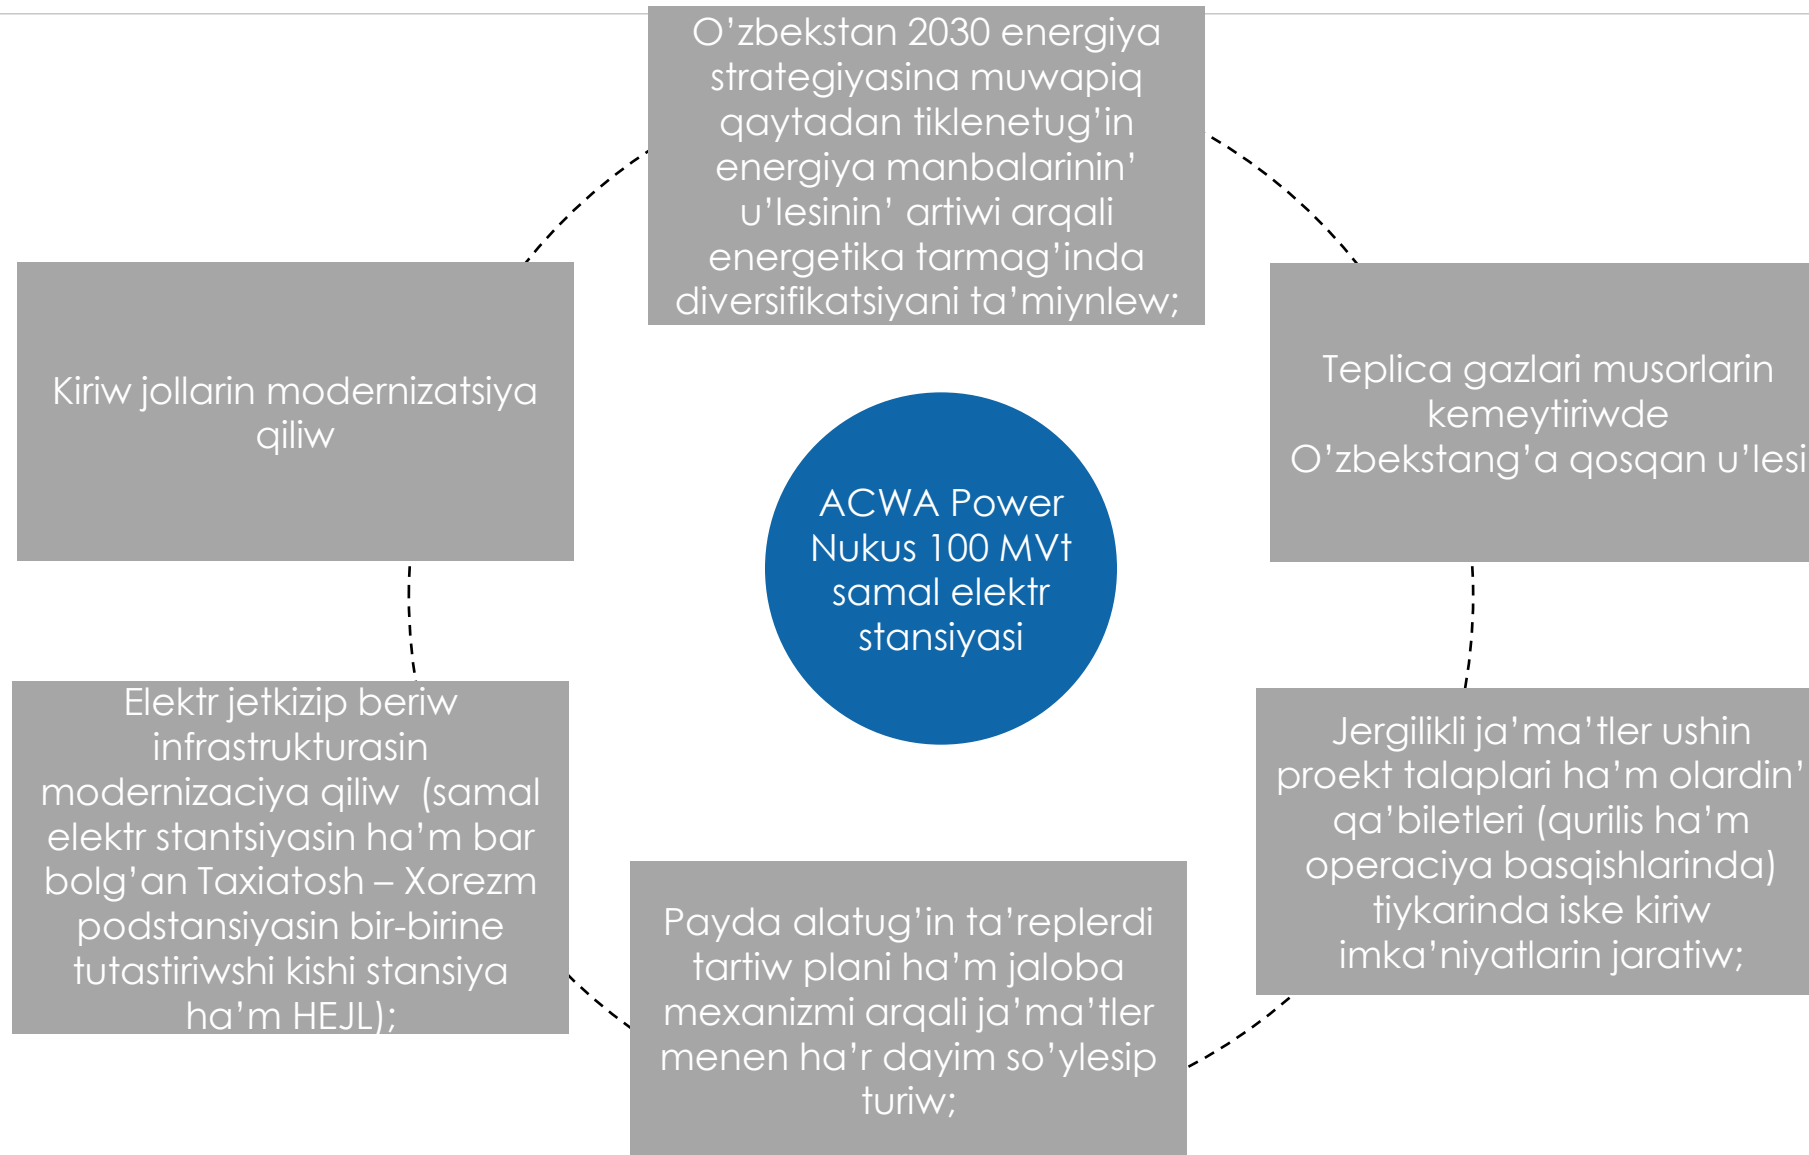 O’zbekstan 2030 energiya
strategiyasina muwapiq
qaytadan tiklenetug’in
energiya manbalarinin’
u’lesinin’ artiwi arqali
energetika tarmag’inda
diversifikatsiyani ta’miynlew;
Kiriw jollarin modernizatsiya
qiliw
Teplica gazlari musorlarin
kemeytiriwde
O’zbekstang’a qosqan u’lesi
ACWA Power
Nukus 100 MVt
samal elektr
stansiyasi
Elektr jetkizip beriw
infrastrukturasin
modernizaciya qiliw (samal
elektr stantsiyasin ha’m bar
bolg’an Taxiatosh – Xorezm
podstansiyasin bir-birine
tutastiriwshi kishi stansiya
ha’m HEJL);
Jergilikli ja’ma’tler ushin
proekt talaplari ha’m olardin’
qa’biletleri (qurilis ha’m
operaciya basqishlarinda)
tiykarinda iske kiriw
imka’niyatlarin jaratiw;
Payda alatug’in ta’replerdi
tartiw plani ha’m jaloba
mexanizmi arqali ja’ma’tler
menen ha’r dayim so’ylesip
turiw;